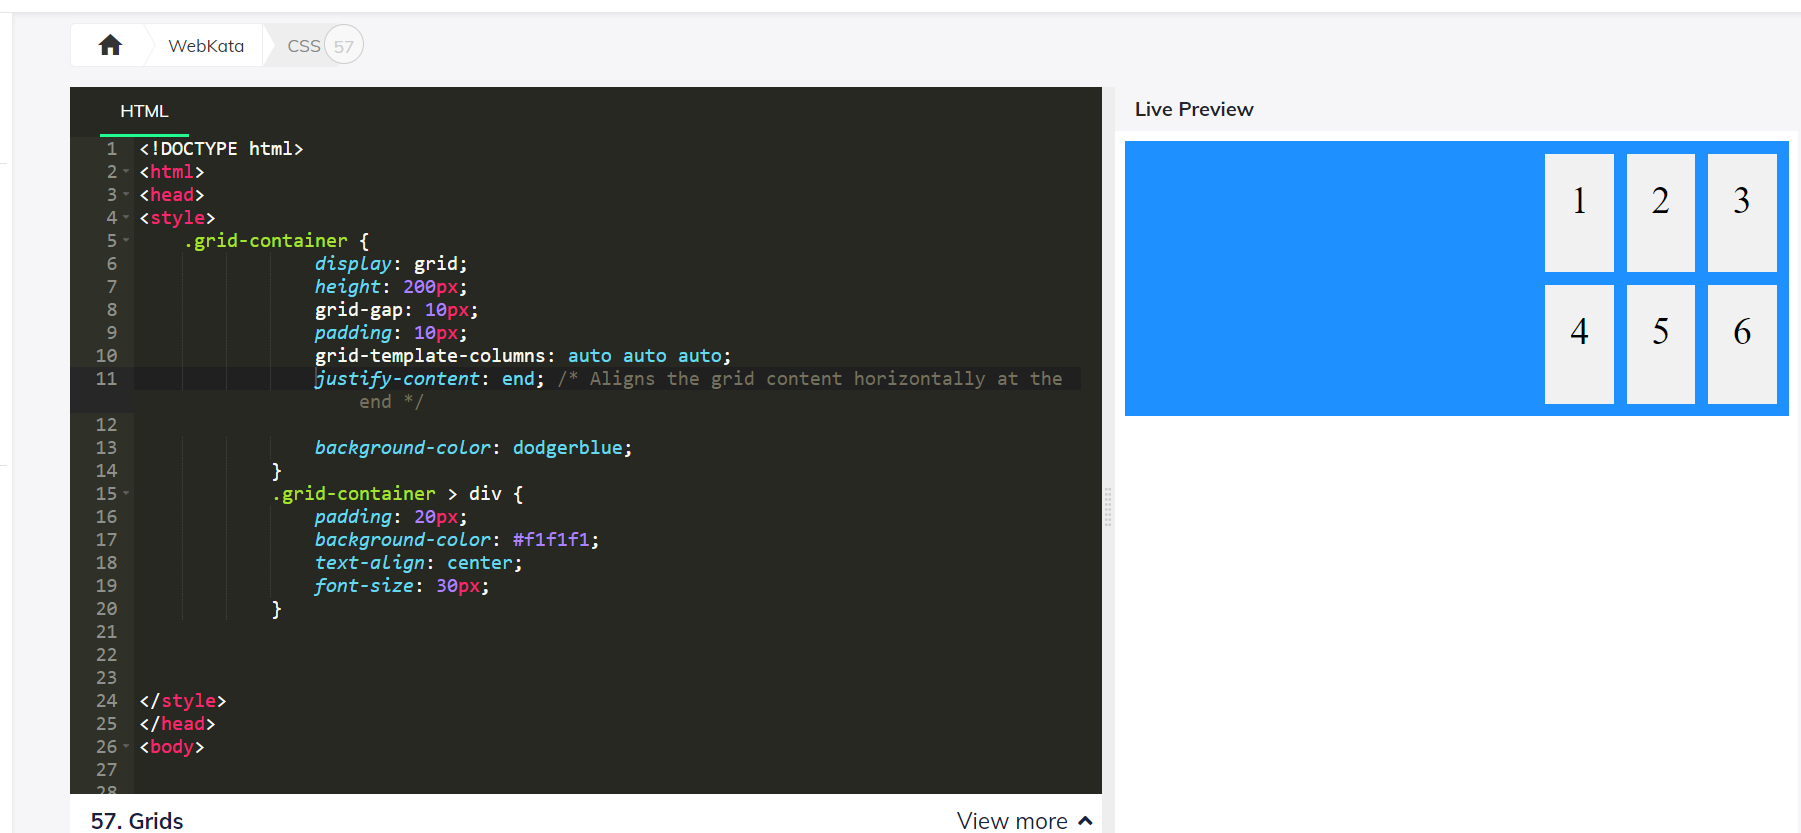 WebKata
CSS 57
HTML
1 <!DOCTYPE html>
2 <html>
3 <head>
4 <style>
5 .grid-container {
6 display: grid;
7 height: 200px;
8 grid-gap: 10px;
9 padding: 10px;
10 grid-template-columns: auto auto auto;
11 justify-content: end; /* Aligns the grid content horizontally at the
end */
12
13 background-color: dodgerblue;
14 }
15 .grid-container > div {
16 padding: 20px;
17 background-color: #f1f1f1;
18 text-align: center;
19 font-size: 30px;
20 }
21
22
23
24 </style>
25 </head>
26 <body>
27
28
57. Grids
View more
Live Preview
1 2 3
4 5 6